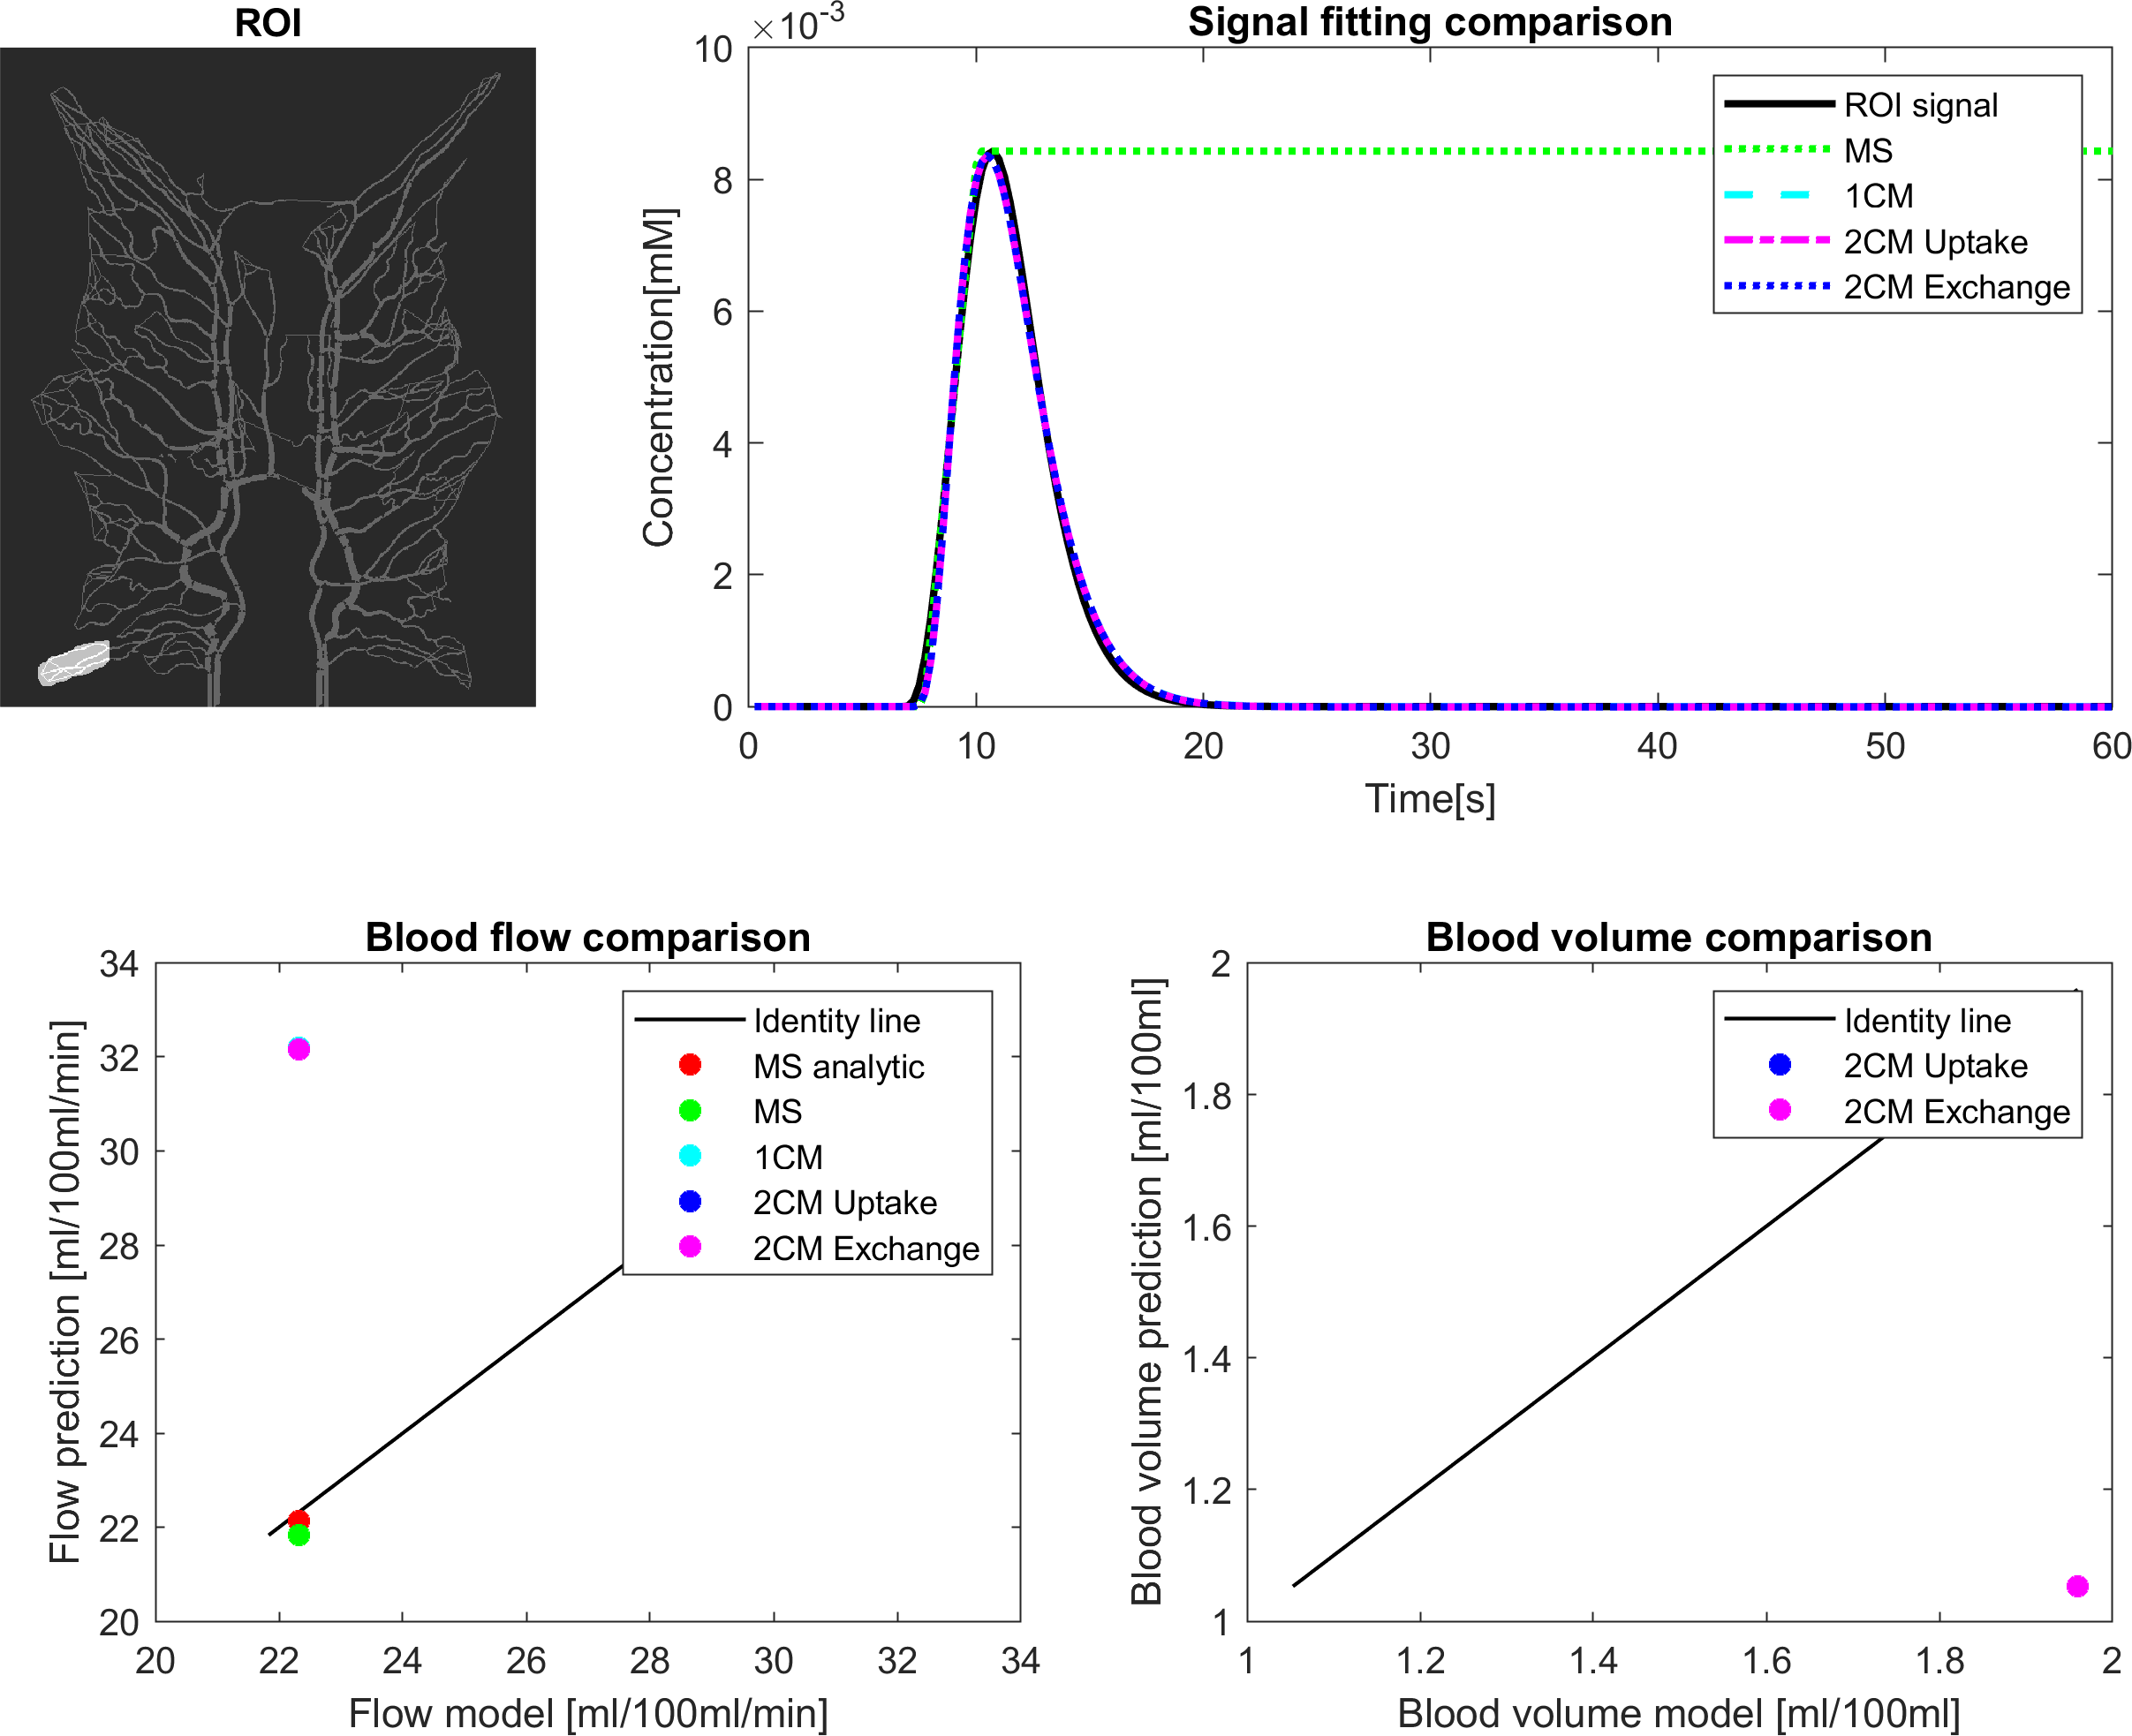 ROI
Signal fitting comparison
×10-3
10
8
6
4
2
0
0 10 20 30 40 50 60
Concentration[mM]
Time[s]
ROI signal
MS
1CM
2CM Uptake
2CM Exchange
Blood flow comparison
34
32
30
28
26
24
22
20
20 22 24 26 28 30 32 34
Flow prediction [ml/100ml/min]
Flow model [ml/100ml/min]
Identity line
MS analytic
MS
1CM
2CM Uptake
2CM Exchange
Blood volume comparison
2
1.8
1.6
1.4
1.2
1
1 1.2 1.4 1.6 1.8 2
Blood volume prediction [ml/100ml]
Blood volume model [ml/100ml]
Identity line
2CM Uptake
2CM Exchange